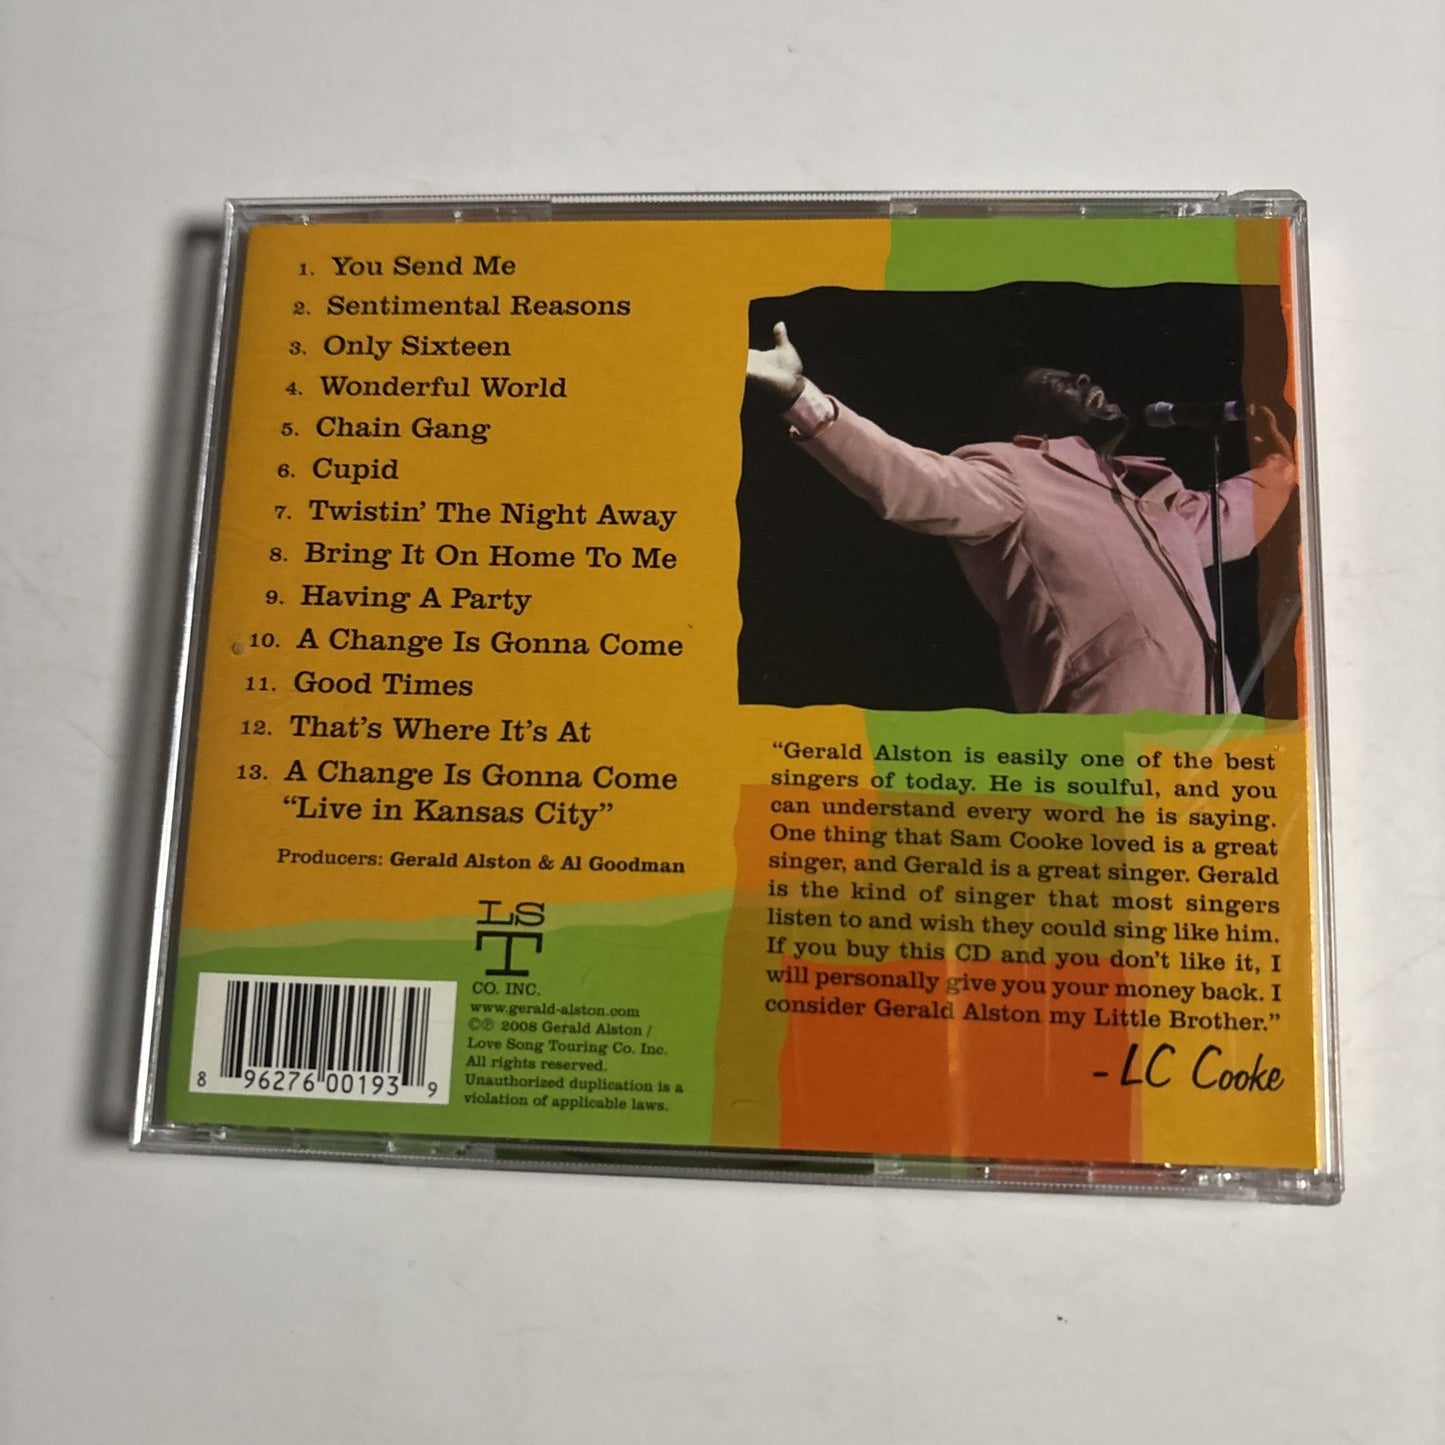 1. You Send Me
2. Sentimental Reasons
3. Only Sixteen
4. Wonderful World
5. Chain Gang
6. Cupid
7. Twistin' The Night Away
8. Bring It On Home To Me
9. Having A Party
10. A Change Is Gonna Come
11. Good Times
12. That's Where It's At
13. A Change Is Gonna Come
“Live in Kansas City”
Producers: Gerald Alston & Al Goodman
LS
T
CO. INC.
www.gerald-alston.com
©℗ 2008 Gerald Alston /
Love Song Touring Co. Inc.
All rights reserved.
Unauthorized duplication is a
violation of applicable laws.
8 96276 00193 9
“Gerald Alston is easily one of the best
singers of today. He is soulful, and you
can understand every word he is saying.
One thing that Sam Cooke loved is a great
singer, and Gerald is a great singer. Gerald
is the kind of singer that most singers
listen to and wish they could sing like him.
If you buy this CD and you don't like it, I
will personally give you your money back. I
consider Gerald Alston my Little Brother.”
- LC Cooke